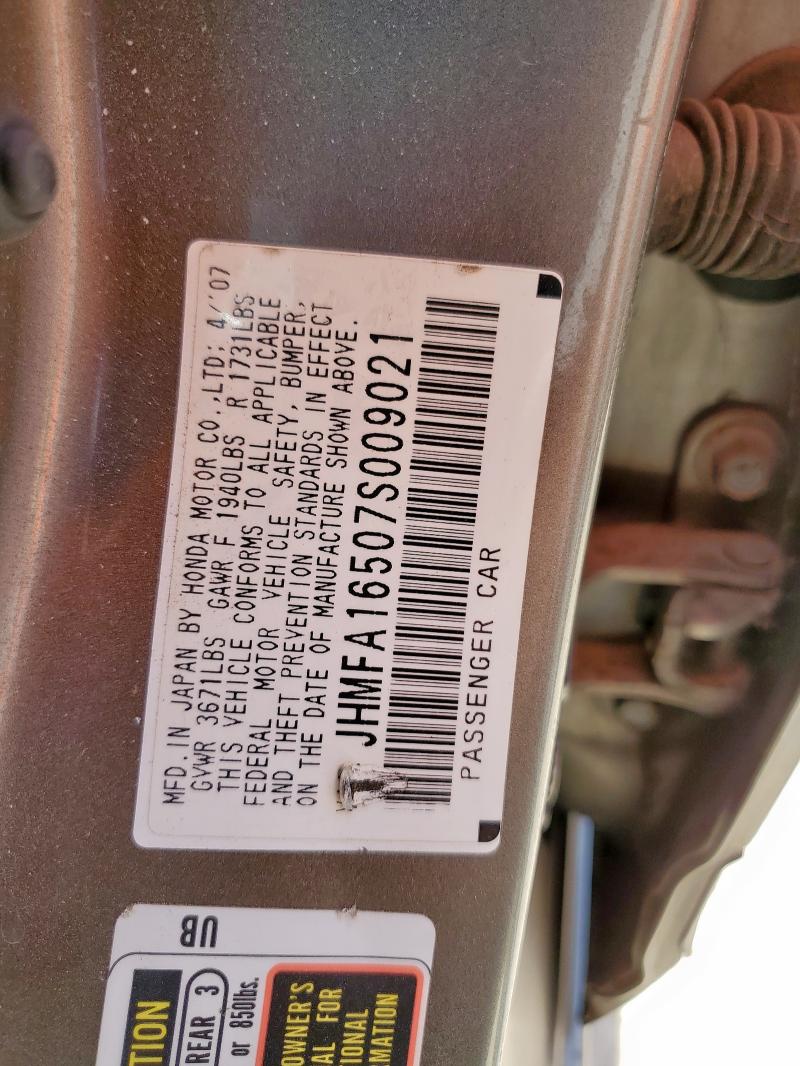 MFD. IN JAPAN BY HONDA MOTOR CO.,LTD; 4/'07
GVWR 3671LBS GAWR F 1940LBS R 1731LBS
THIS VEHICLE CONFORMS TO ALL APPLICABLE
FEDERAL MOTOR VEHICLE SAFETY, BUMPER,
AND THEFT PREVENTION STANDARDS IN EFFECT
ON THE DATE OF MANUFACTURE SHOWN ABOVE.
JHMFA16507S009021
PASSENGER CAR
UB
TION
REAR 3
or 850lbs.
OWNER'S
AL FOR
IONAL
MATION